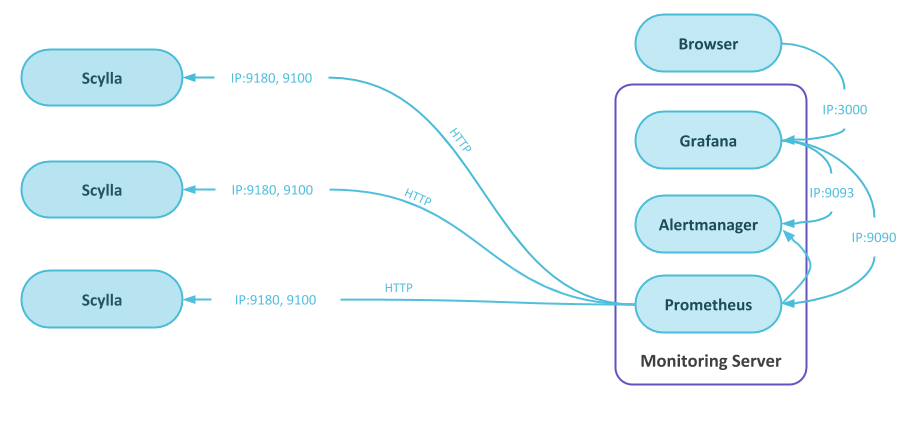 Browser
Scylla
IP:9180, 9100
IP:3000
HTTP
Grafana
Scylla
IP:9180, 9100
HTTP
IP:9093
Alertmanager
IP:9090
Scylla
IP:9180, 9100
HTTP
Prometheus
Monitoring Server